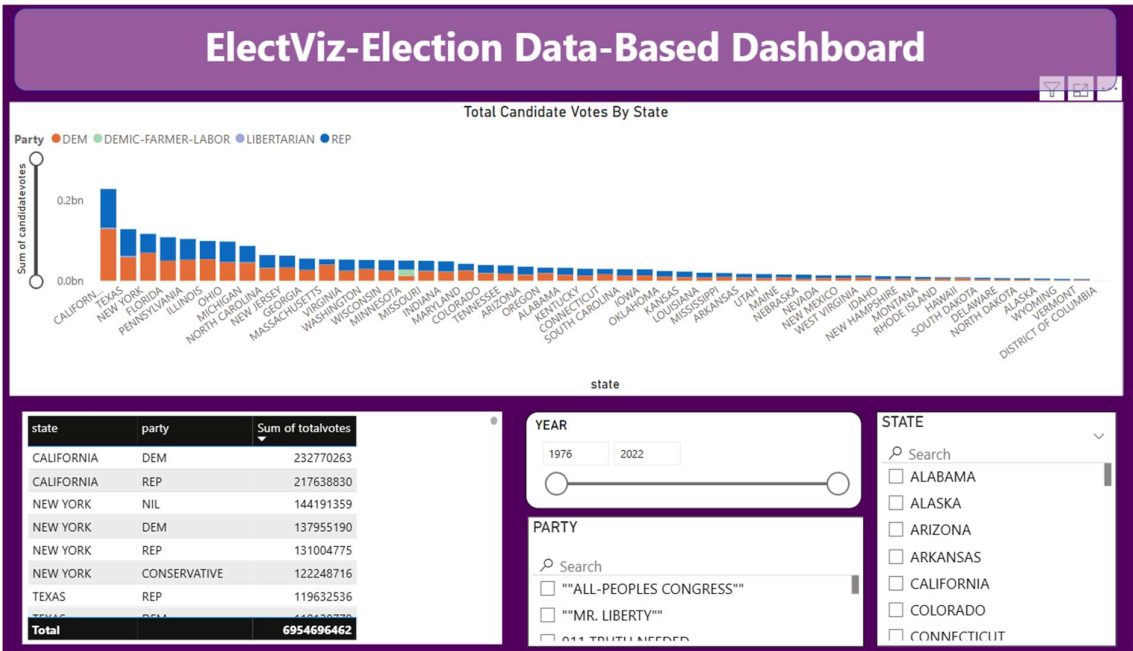 ElectViz-Election Data-Based Dashboard
Total Candidate Votes By State
Party DEM DEMIC-FARMER-LABOR LIBERTARIAN REP
Sum of candidatevotes
0.2bn
0.0bn
CALIFORN...
TEXAS
NEW YORK
FLORIDA
PENNSYLVANIA
ILLINOIS
OHIO
MICHIGAN
NORTH CAROLINA
NEW JERSEY
GEORGIA
MASSACHUSETTS
VIRGINIA
WASHINGTON
WISCONSIN
MINNESOTA
MISSOURI
INDIANA
MARYLAND
COLORADO
TENNESSEE
ARIZONA
OREGON
ALABAMA
KENTUCKY
CONNECTICUT
SOUTH CAROLINA
IOWA
OKLAHOMA
KANSAS
LOUISIANA
MISSISSIPPI
ARKANSAS
UTAH
MAINE
NEBRASKA
NEVADA
NEW MEXICO
WEST VIRGINIA
IDAHO
NEW HAMPSHIRE
MONTANA
RHODE ISLAND
HAWAII
SOUTH DAKOTA
DELAWARE
NORTH DAKOTA
ALASKA
WYOMING
VERMONT
DISTRICT OF COLUMBIA
state
state party Sum of totalvotes
CALIFORNIA DEM 232770263
CALIFORNIA REP 217638830
NEW YORK NIL 144191359
NEW YORK DEM 137955190
NEW YORK REP 131004775
NEW YORK CONSERVATIVE 122248716
TEXAS REP 119632536
TEXAS DEM
Total 6954696462
YEAR
1976 2022
PARTY
Search
""ALL-PEOPLES CONGRESS""
""MR. LIBERTY""
911 TRUTH NEEDED
STATE
Search
ALABAMA
ALASKA
ARIZONA
ARKANSAS
CALIFORNIA
COLORADO
CONNECTICUT